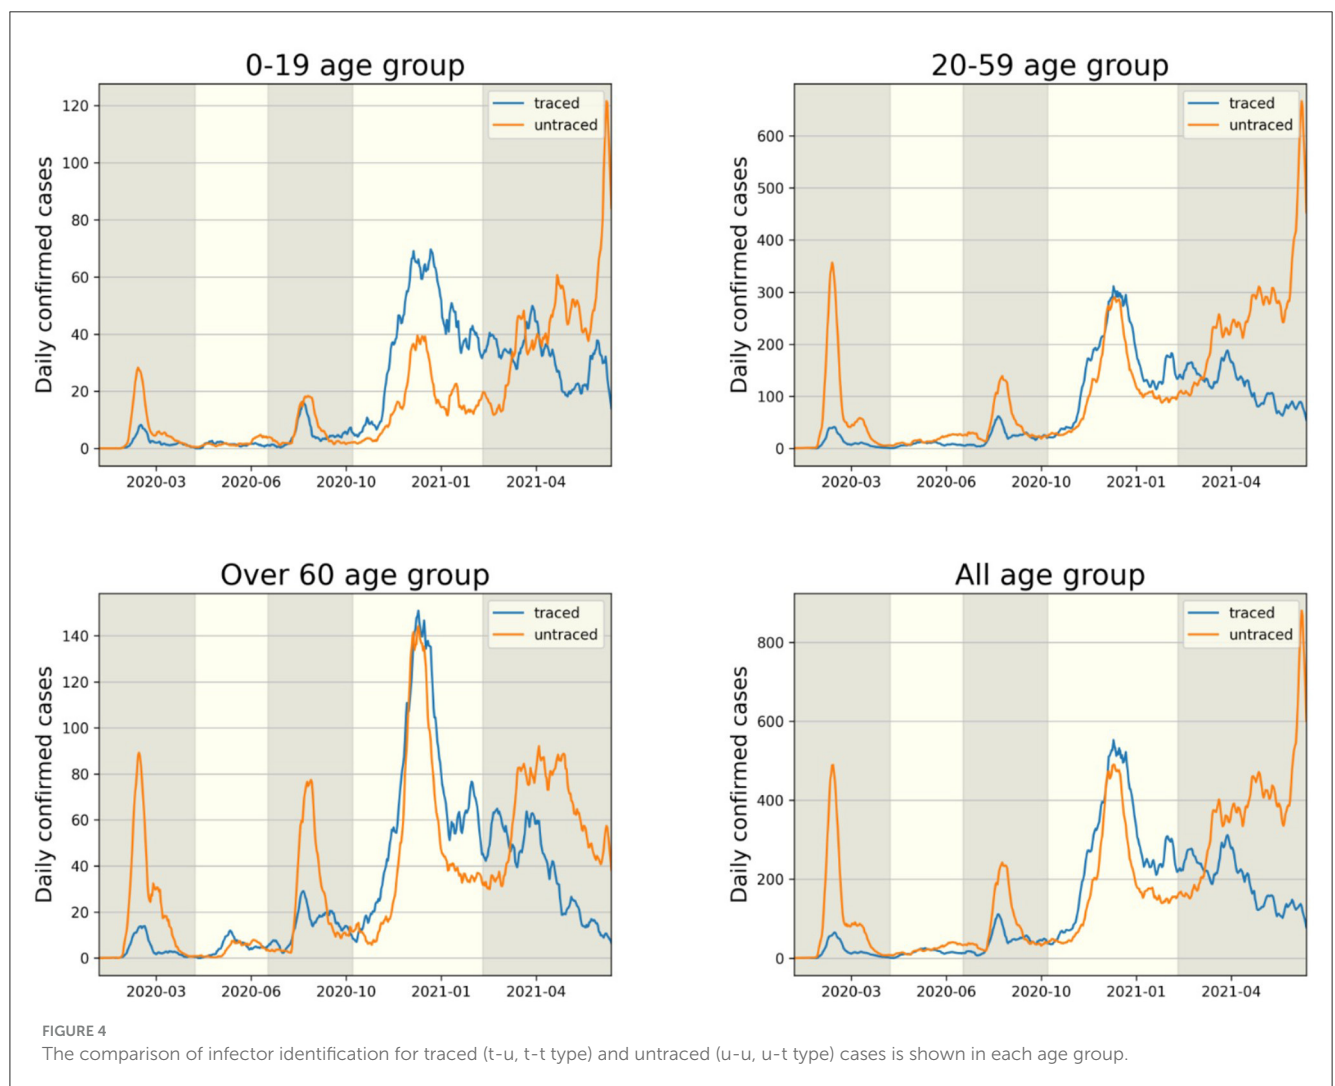 0-19 age group
Daily confirmed cases
120
100
80
60
40
20
0
traced
untraced
2020-03 2020-06 2020-10 2021-01 2021-04
20-59 age group
Daily confirmed cases
600
500
400
300
200
100
0
traced
untraced
2020-03 2020-06 2020-10 2021-01 2021-04
Over 60 age group
Daily confirmed cases
140
120
100
80
60
40
20
0
traced
untraced
2020-03 2020-06 2020-10 2021-01 2021-04
All age group
Daily confirmed cases
800
600
400
200
0
traced
untraced
2020-03 2020-06 2020-10 2021-01 2021-04
FIGURE 4
The comparison of infector identification for traced (t-u, t-t type) and untraced (u-u, u-t type) cases is shown in each age group.